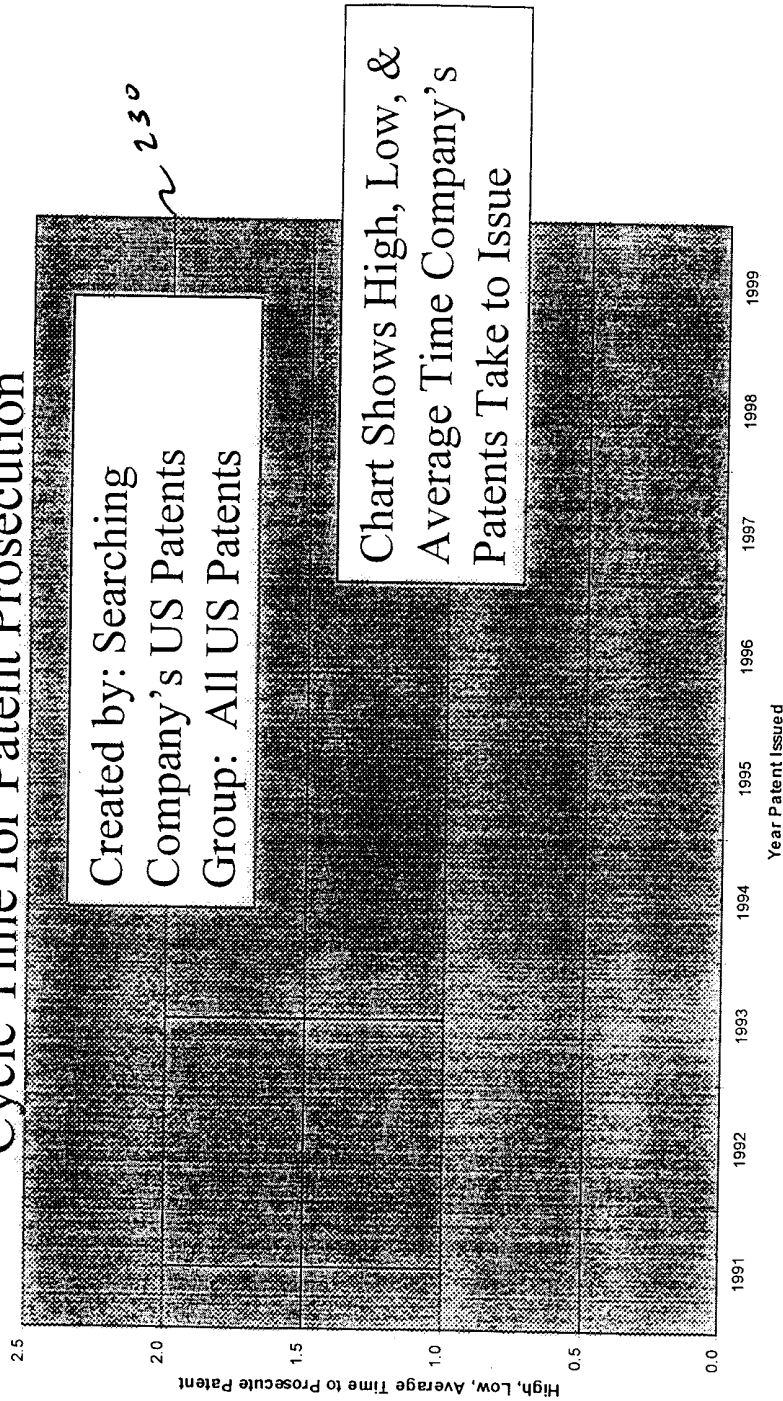 Cycle Time for Patent Prosecution
230
Created by: Searching
Company's US Patents
Group: All US Patents
Chart Shows High, Low, &
Average Time Company's
Patents Take to Issue
High, Low, Average Time to Prosecute Patent
2.5
2.0
1.5
1.0
0.5
0.0
1991
1992
1993
1994
1995
1996
1997
1998
1999
Year Patent Issued